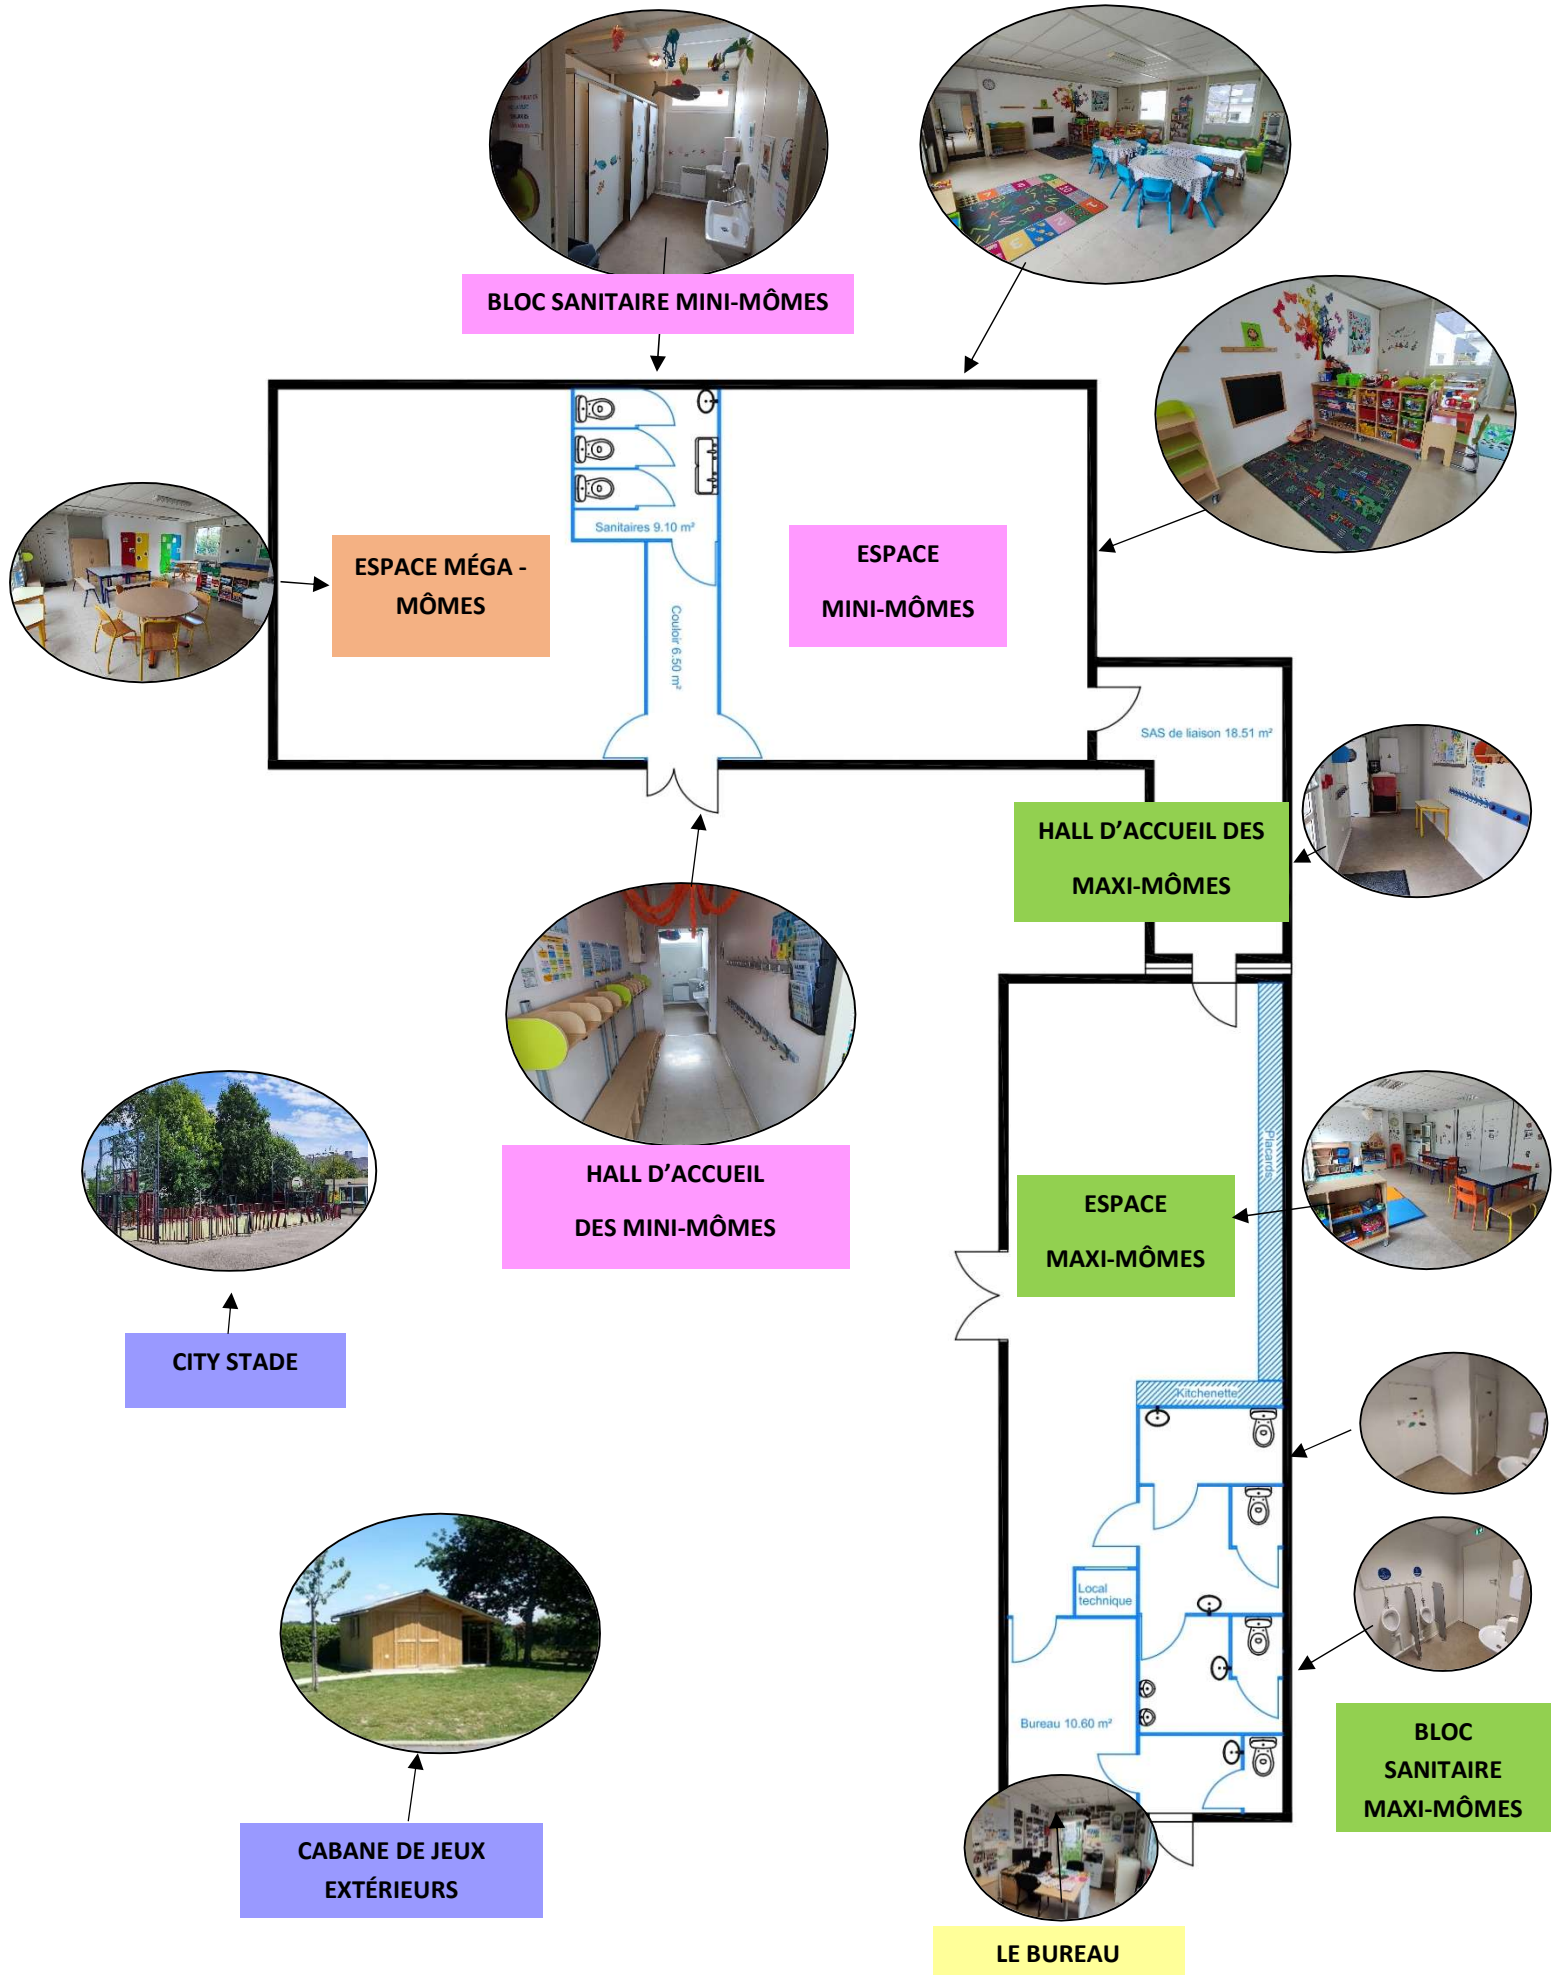 BLOC SANITAIRE MINI-MÔMES
Sanitaires 9.10 m²
ESPACE MÉGA -
MÔMES
ESPACE
MINI-MÔMES
Couloir 6.50 m²
SAS de liaison 18.51 m²
HALL D’ACCUEIL DES
MAXI-MÔMES
HALL D’ACCUEIL
DES MINI-MÔMES
Placards
ESPACE
MAXI-MÔMES
CITY STADE
Kitchenette
Local
technique
Bureau 10.60 m²
BLOC
SANITAIRE
MAXI-MÔMES
CABANE DE JEUX
EXTÉRIEURS
LE BUREAU